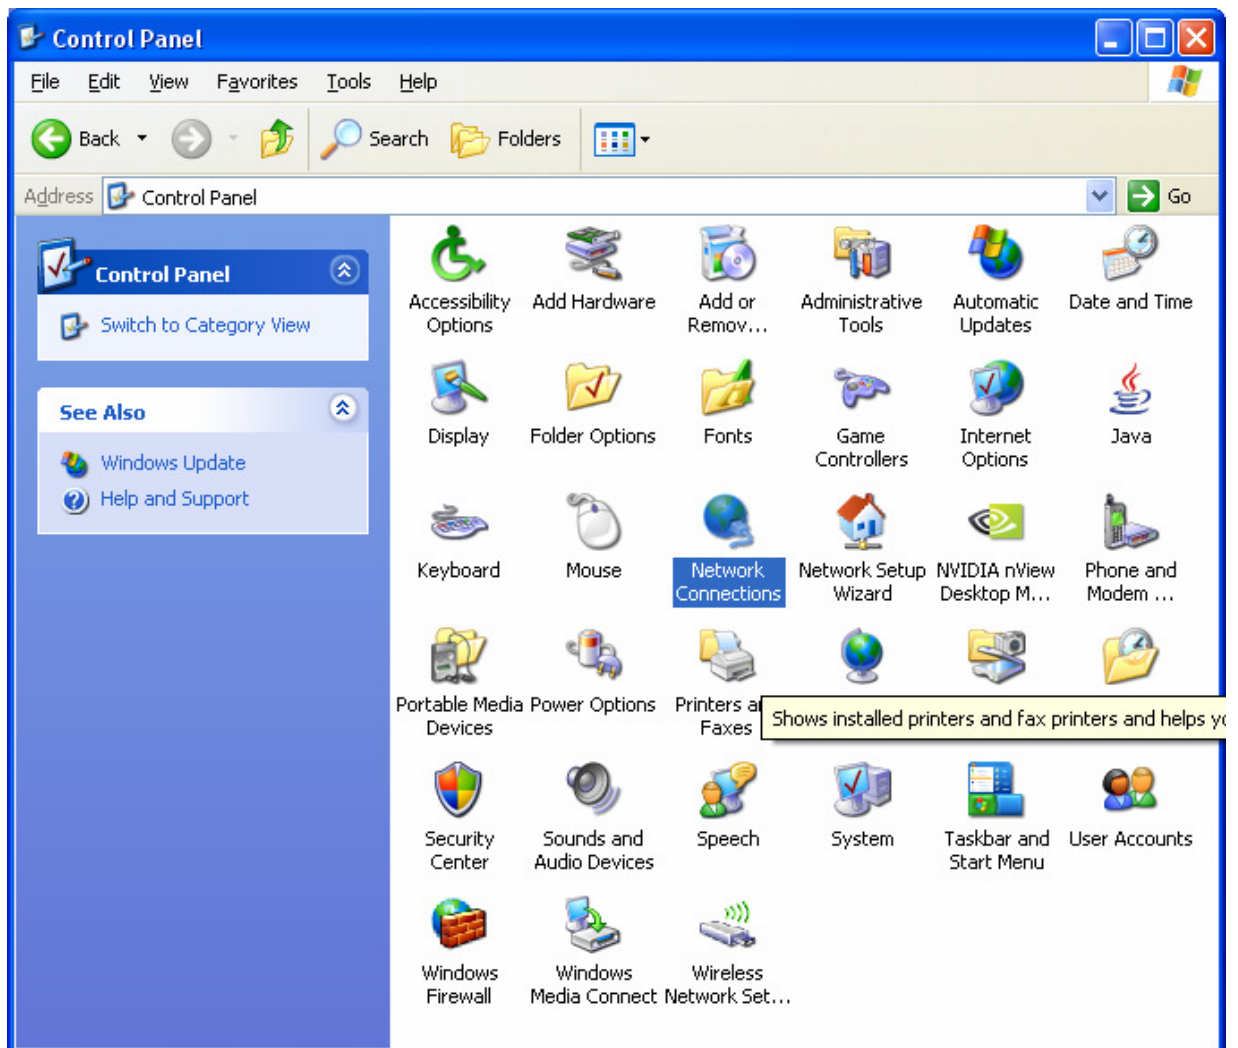 Control Panel
File Edit View Favorites Tools Help
Back Search Folders
Address Control Panel Go
Control Panel
Switch to Category View
See Also
Windows Update
Help and Support
Accessibility Options
Add Hardware
Add or Remov...
Administrative Tools
Automatic Updates
Date and Time
Display
Folder Options
Fonts
Game Controllers
Internet Options
Java
Keyboard
Mouse
Network Connections
Network Setup Wizard
NVIDIA nView Desktop M...
Phone and Modem ...
Portable Media Devices
Power Options
Printers a
Faxes
Shows installed printers and fax printers and helps
Security Center
Sounds and Audio Devices
Speech
System
Taskbar and Start Menu
User Accounts
Windows Firewall
Windows Media Connect
Wireless Network Set...